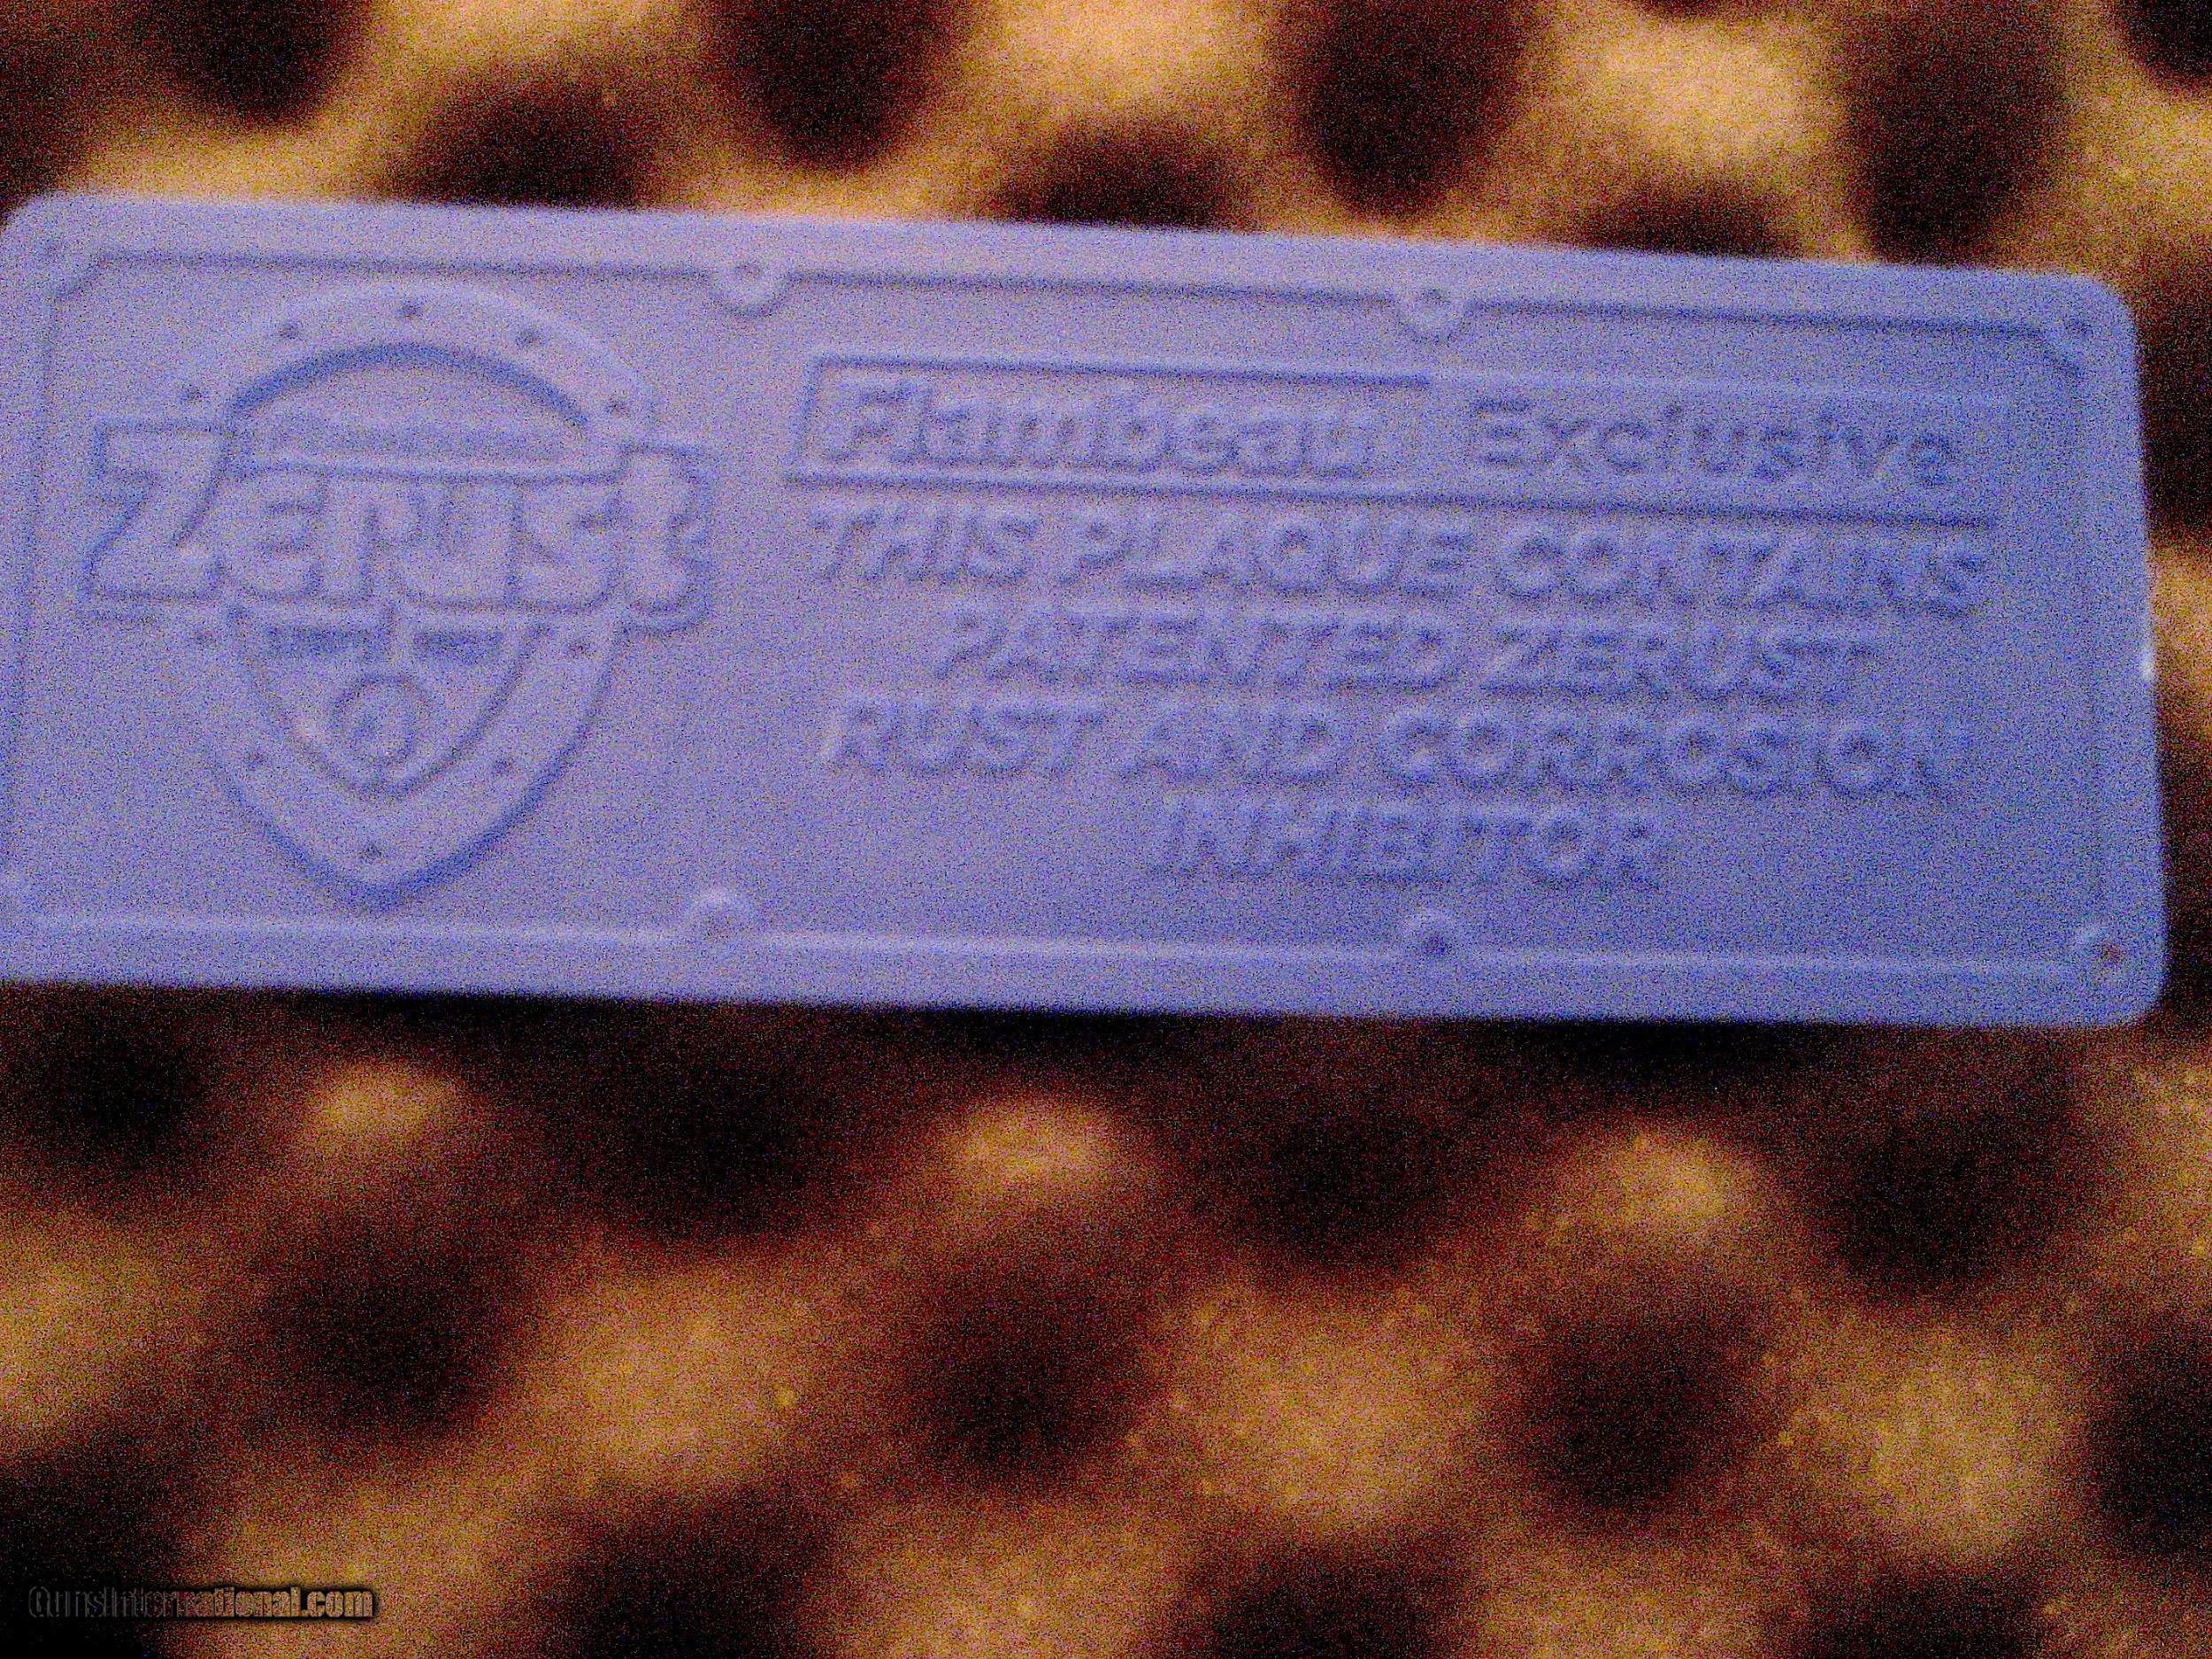 Zerust
Flambeau Exclusive
THIS PLAQUE CONTAINS
PATENTED ZERUST
RUST AND CORROSION
INHIBITOR
GunsInternational.com